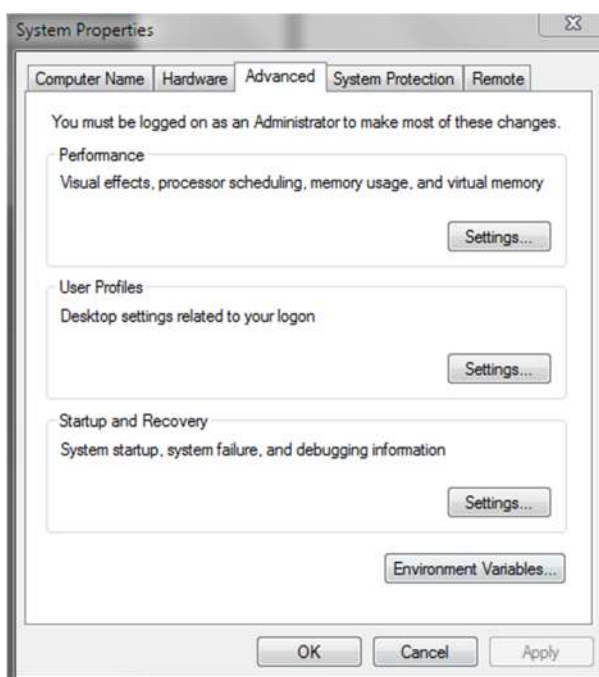 System Properties
Computer Name Hardware Advanced System Protection Remote
You must be logged on as an Administrator to make most of these changes.
Performance
Visual effects, processor scheduling, memory usage, and virtual memory
Settings...
User Profiles
Desktop settings related to your logon
Settings...
Startup and Recovery
System startup, system failure, and debugging information
Settings...
Environment Variables...
OK Cancel Apply